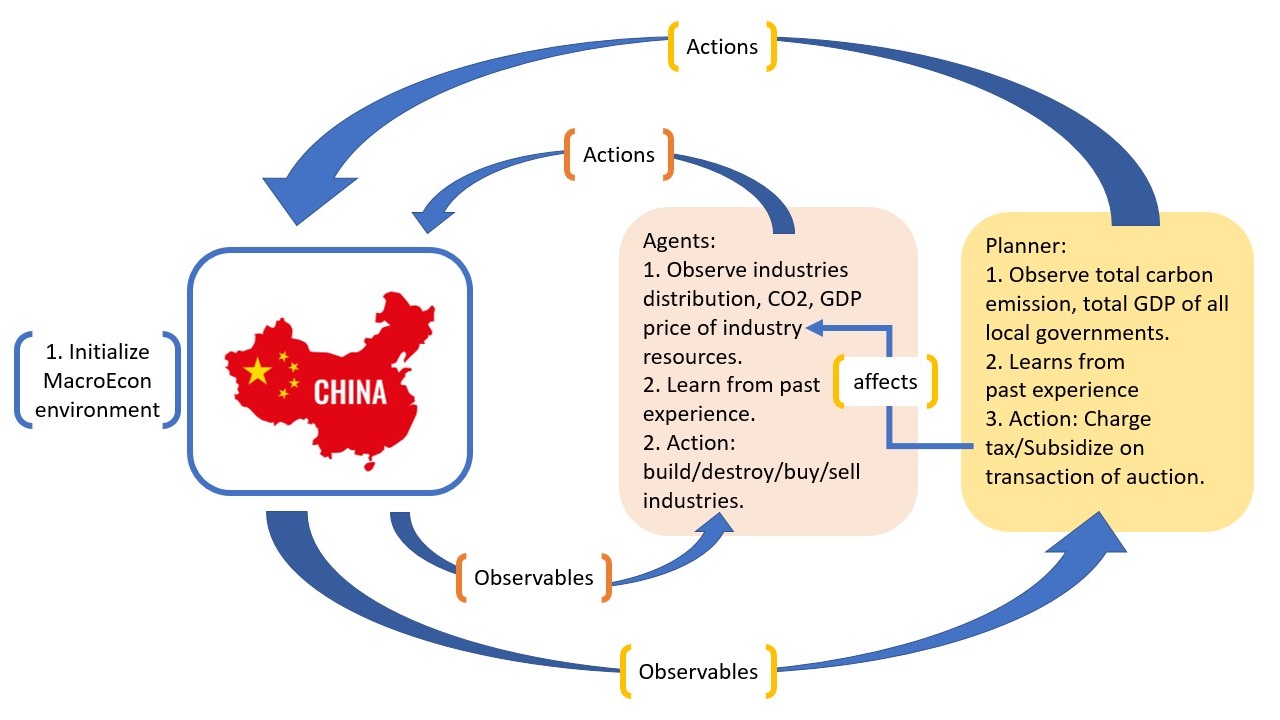 Actions
Actions
1. Initialize
MacroEcon
environment
CHINA
Agents:
1. Observe industries
distribution, CO2, GDP
price of industry
resources.
2. Learn from past
experience.
2. Action:
build/destroy/buy/sell
industries.
affects
Planner:
1. Observe total carbon
emission, total GDP of all
local governments.
2. Learns from
past experience
3. Action: Charge
tax/Subsidize on
transaction of auction.
Observables
Observables